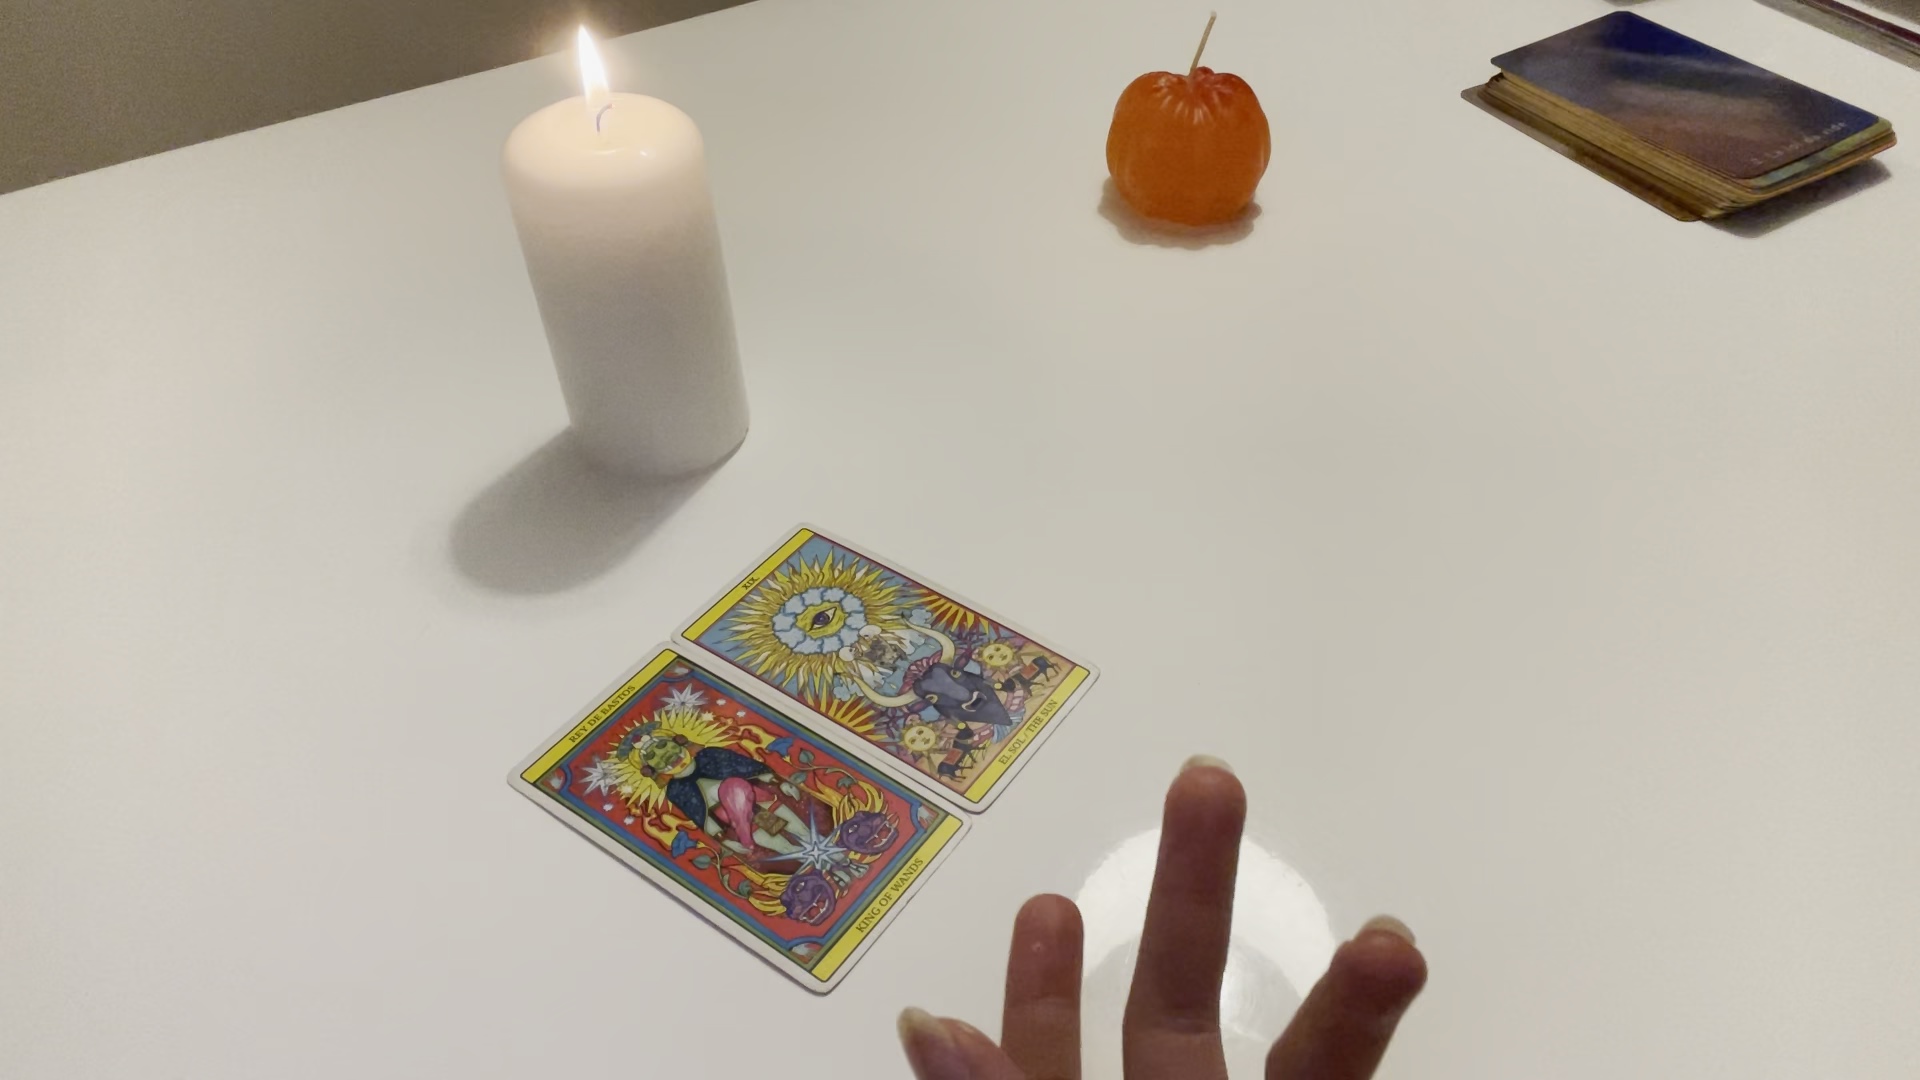 XIX
EL SOL / THE SUN
REY DE BASTOS
KING OF WANDS